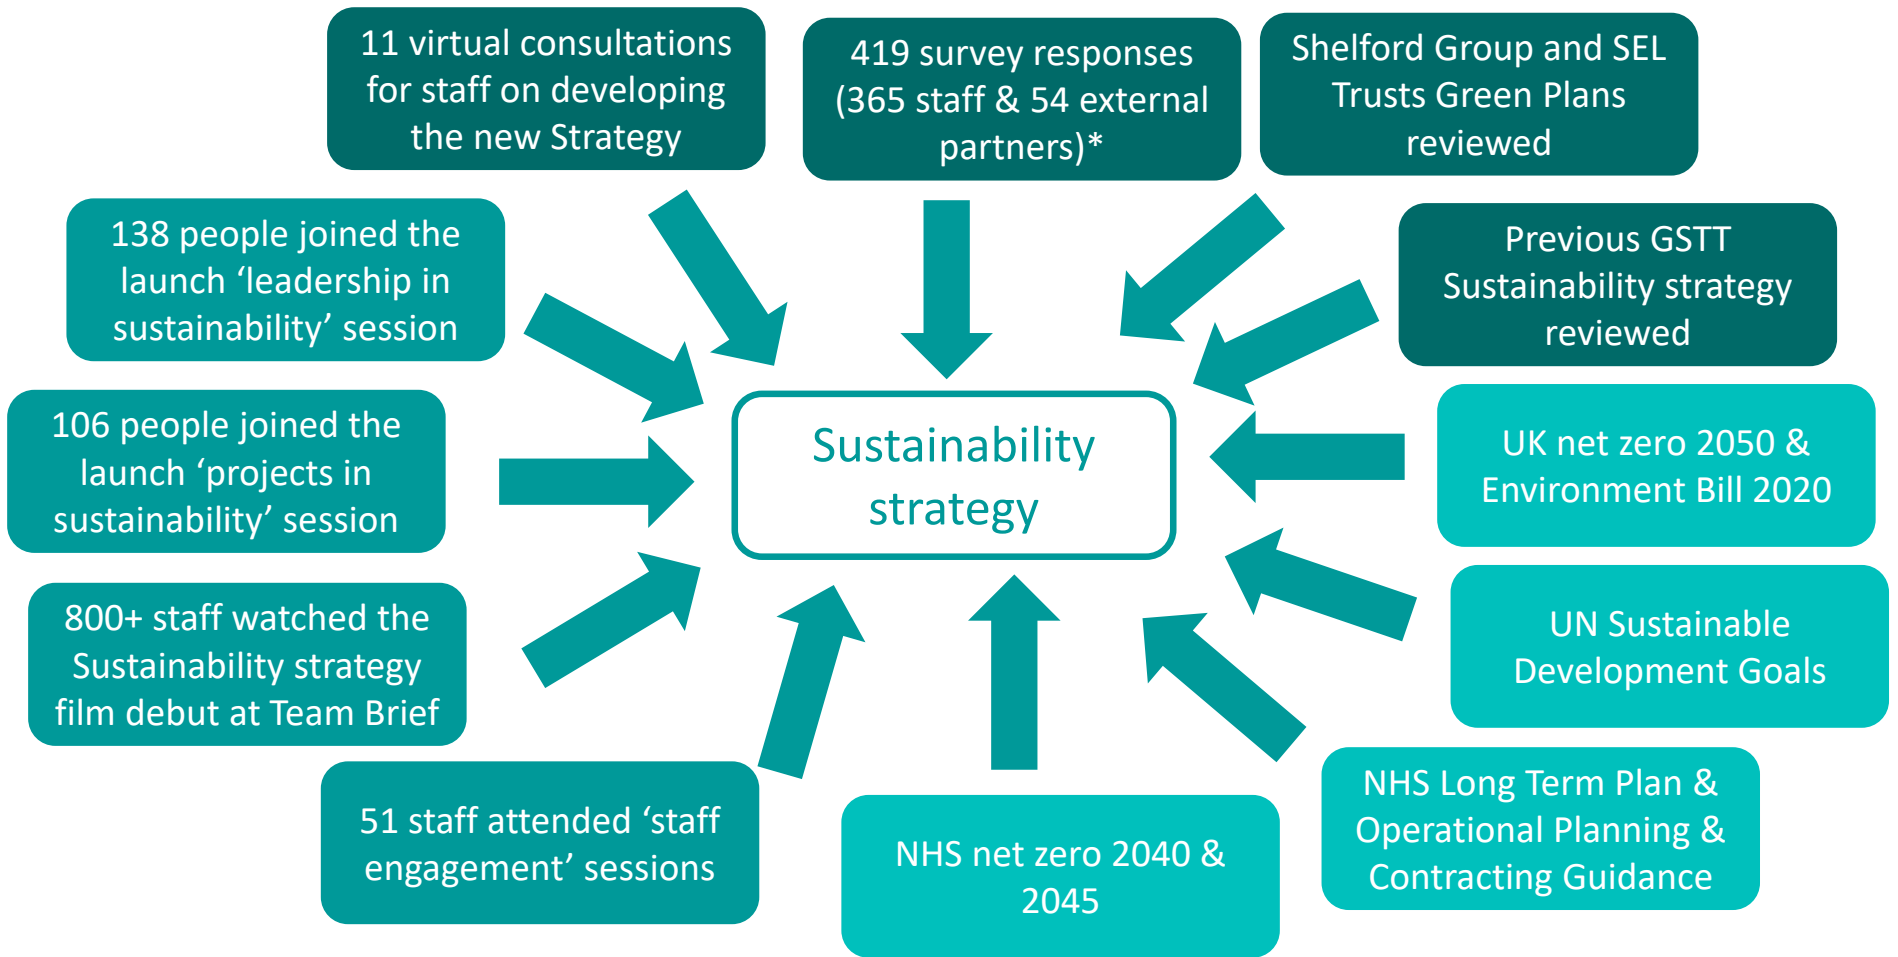 11 virtual consultations
for staff on developing
the new Strategy
419 survey responses
(365 staff & 54 external
partners)*
Shelford Group and SEL
Trusts Green Plans
reviewed
138 people joined the
launch ‘leadership in
sustainability’ session
Previous GSTT
Sustainability strategy
reviewed
106 people joined the
launch ‘projects in
sustainability’ session
Sustainability
strategy
UK net zero 2050 &
Environment Bill 2020
800+ staff watched the
Sustainability strategy
film debut at Team Brief
UN Sustainable
Development Goals
51 staff attended ‘staff
engagement’ sessions
NHS net zero 2040 &
2045
NHS Long Term Plan &
Operational Planning &
Contracting Guidance